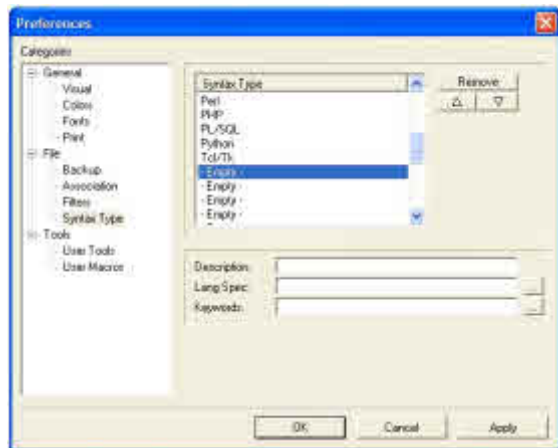 Preferences
Categories
General
Visual
Colors
Fonts
Print
File
Backup
Association
Filters
Syntax Type
Tools
User Tools
User Macros
Syntax Type
Perl
PHP
PL/SQL
Python
Tcl/Tk
- Empty -
- Empty -
- Empty -
- Empty -
Remove
Description:
Lang Spec:
Keywords:
...
...
OK
Cancel
Apply